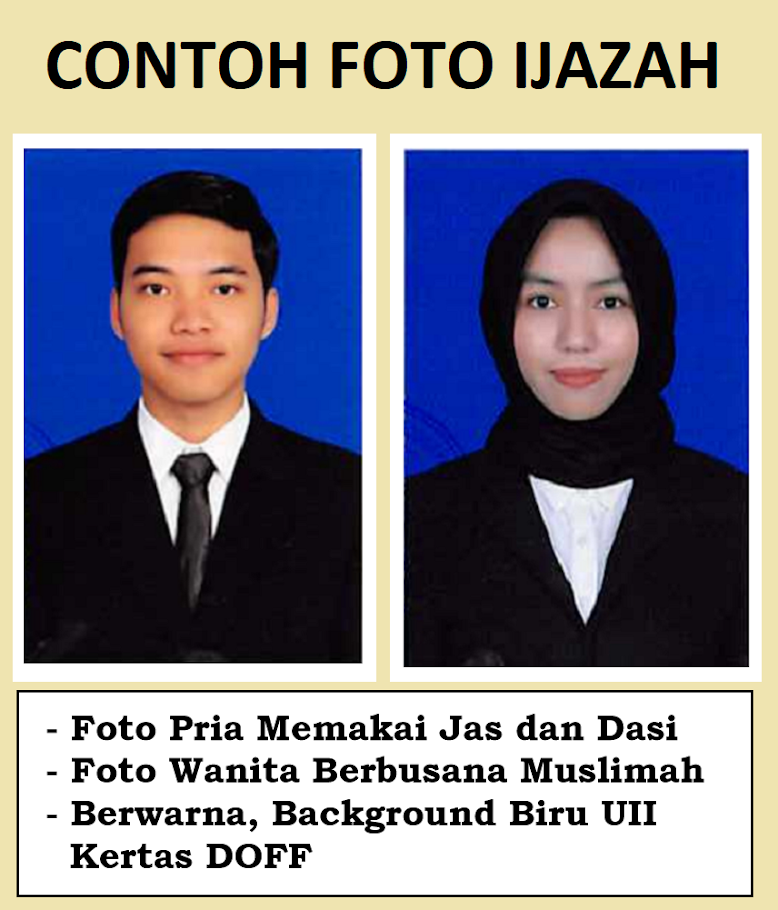 CONTOH FOTO IJAZAH
- Foto Pria Memakai Jas dan Dasi
- Foto Wanita Berbusana Muslimah
- Berwarna, Background Biru UII
Kertas DOFF